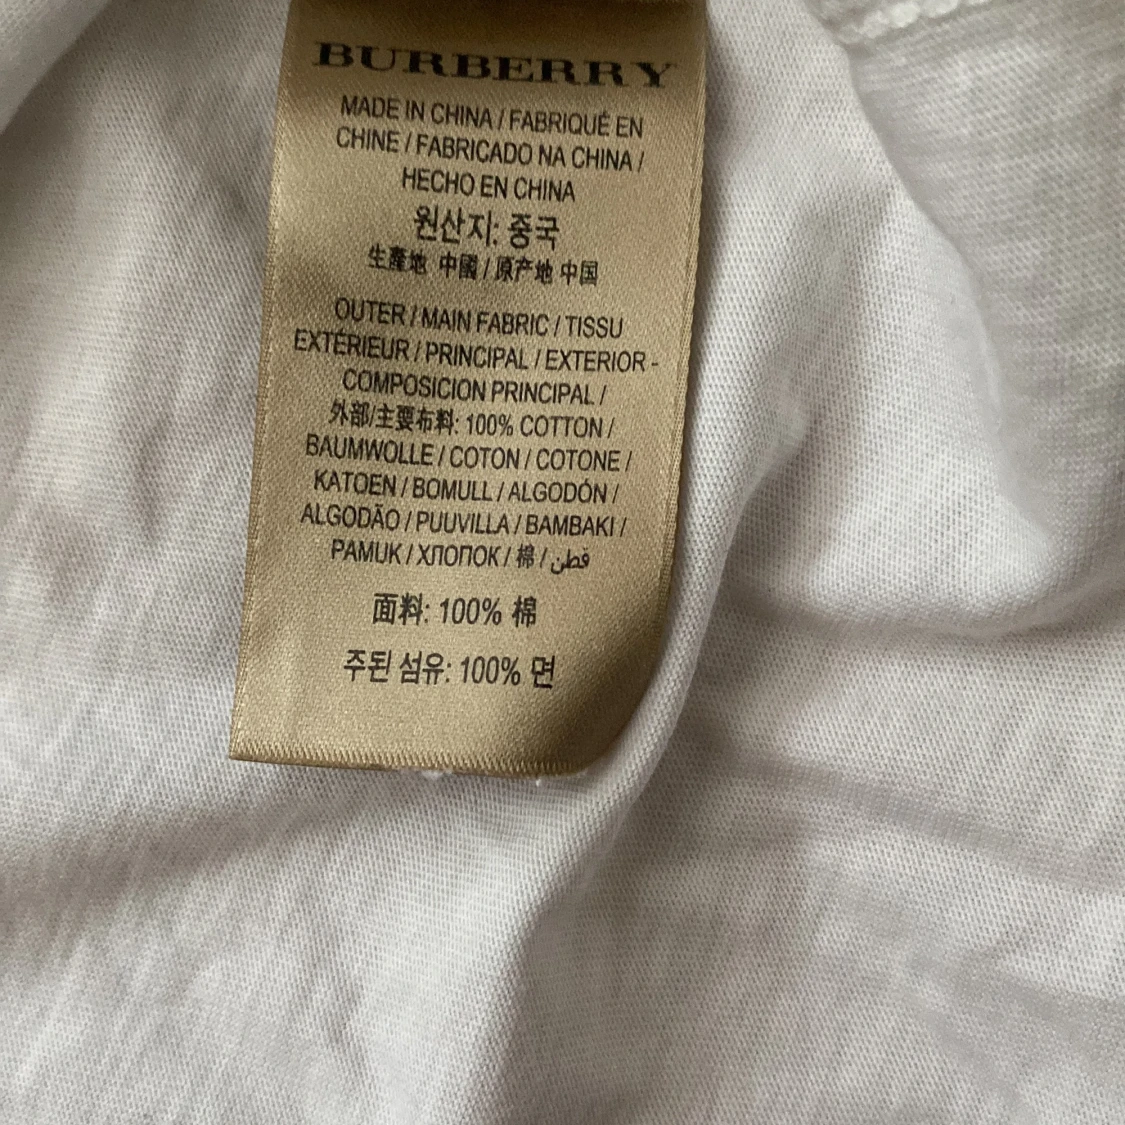 BURBERRY
MADE IN CHINA / FABRIQUÉ EN
CHINE / FABRICADO NA CHINA /
HECHO EN CHINA
원산지: 중국
生產地 中國 / 原产地 中国
OUTER / MAIN FABRIC / TISSU
EXTÉRIEUR / PRINCIPAL / EXTERIOR -
COMPOSICION PRINCIPAL /
外部/主要布料: 100% COTTON /
BAUMWOLLE / COTON / COTONE /
KATOEN / BOMULL / ALGODÓN /
ALGODÃO / PUUVILLA / BAMBAKI /
PAMUK / ХЛОПОК / 棉 / قطن
面料: 100% 棉
주된 섬유: 100% 면